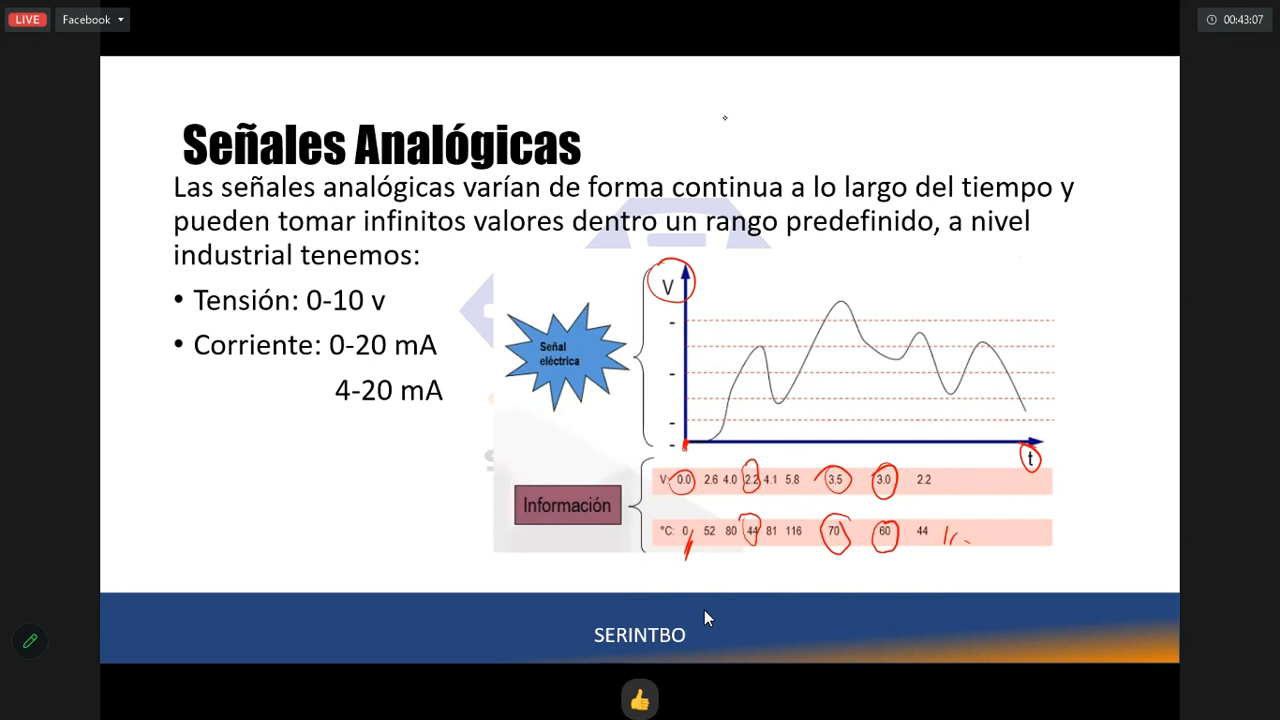 LIVE
Facebook
00:43:07
Señales Analógicas
Las señales analógicas varían de forma continua a lo largo del tiempo y
pueden tomar infinitos valores dentro un rango predefinido, a nivel
industrial tenemos:
• Tensión: 0-10 v
• Corriente: 0-20 mA
4-20 mA
Señal
eléctrica
V
t
Información
V: 0.0 2.6 4.0 2.2 4.1 5.8 3.5 3.0 2.2
°C: 0 52 80 44 81 116 70 60 44
SERINTBO